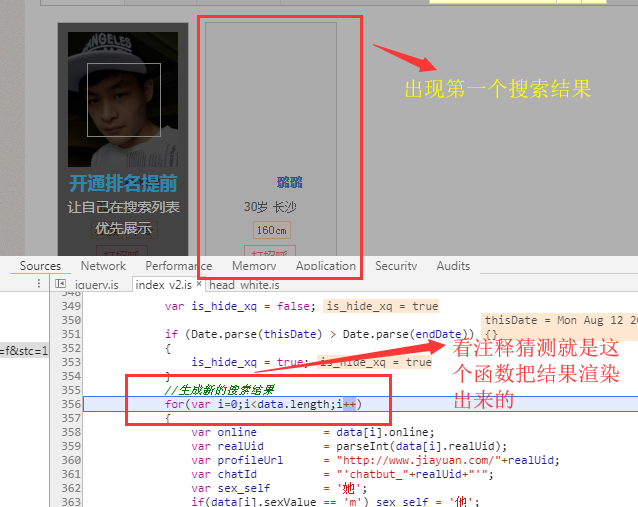 ANGELES
出现第一个搜索结果
开通排名提前
让自己在搜索列表
优先展示
璐璐
30岁 长沙
160cm
打招呼
打招呼
Sources Network Performance Memory Application Security Audits
jquery.js index_v2.js × head_white.js
=f&stc=1
348
349 var is_hide_xq = false; is_hide_xq = true
350 thisDate = Mon Aug 12 20
351 if (Date.parse(thisDate) > Date.parse(endDate)) {}
352 {
353 is_hide_xq = true; is_hide_xq = true
354 }
355 //生成新的搜索结果
356 for(var i=0;i<data.length;i++)
357 {
358 var online = data[i].online;
359 var realUid = parseInt(data[i].realUid);
360 var profileUrl = "http://www.jiayuan.com/"+realUid;
361 var chatId = "'chatbut_"+realUid+"'";
362 var sex_self = '她';
363 if(data[i].sexValue == 'm') sex_self = '他';
看注释猜测就是这
个函数把结果渲染
出来的